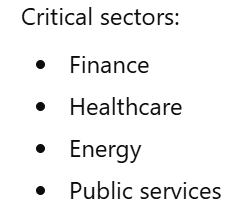 Critical sectors:
• Finance
• Healthcare
• Energy
• Public services